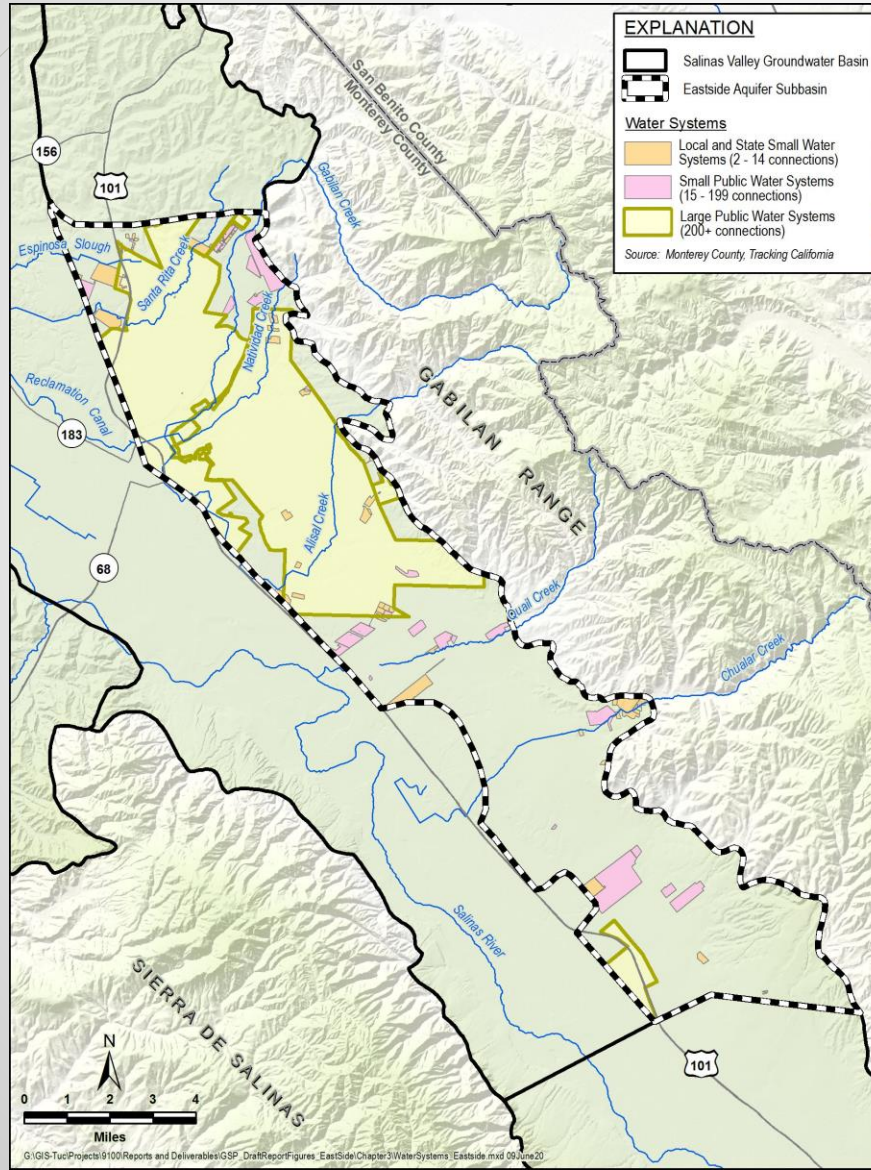 EXPLANATION
Salinas Valley Groundwater Basin
Eastside Aquifer Subbasin
Water Systems
Local and State Small Water
Systems (2 - 14 connections)
Small Public Water Systems
(15 - 199 connections)
Large Public Water Systems
(200+ connections)
Source: Monterey County, Tracking California
San Benito County
Monterey County
156
101
Gabilan Creek
Espinosa Slough
Santa Rita Creek
Natividad Creek
Reclamation Canal
183
GABILAN RANGE
Alisal Creek
68
Quail Creek
Chualar Creek
Salinas River
SIERRA DE SALINAS
101
N
0 1 2 3 4
Miles
G:\GIS-Tuc\Projects\9100\Reports and Deliverables\GSP_DraftReportFigures_EastSide\Chapter3\WaterSystems_Eastside.mxd 09June20